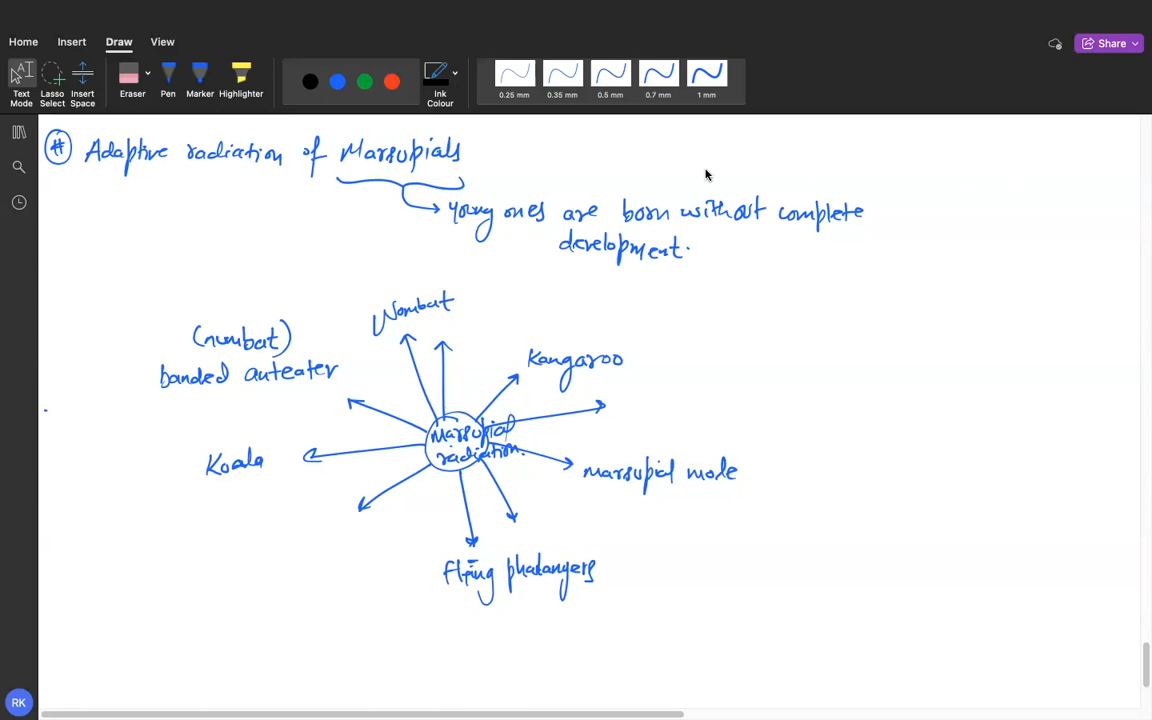 Home Insert Draw View
Share
Text Mode
Lasso Select
Insert Space
Eraser
Pen
Marker
Highlighter
Ink Colour
0.25 mm
0.35 mm
0.5 mm
0.7 mm
1 mm
# Adaptive radiation of Marsupials
Young ones are born without complete
development.
Wombat
(numbat)
banded anteater
Kangaroo
Marsupial
radiation.
Koala
marsupial mode
Flying phalangers
RK